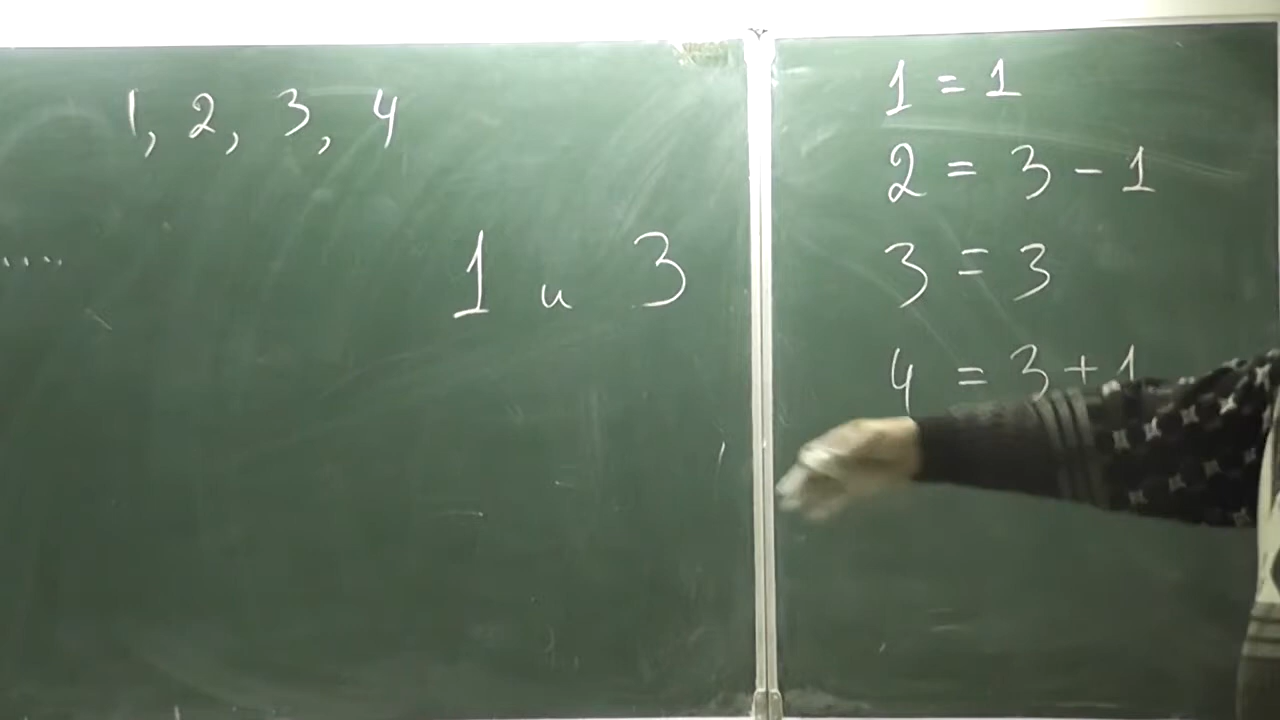 1, 2, 3, 4
....
1 и 3
1 = 1
2 = 3 - 1
3 = 3
4 = 3 + 1